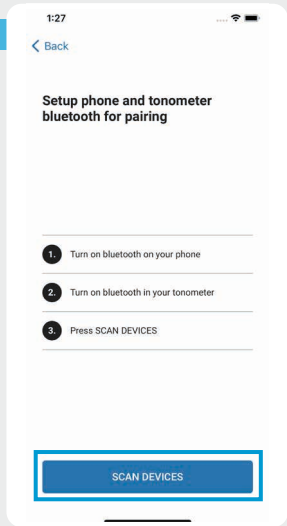 1:27
Back
Setup phone and tonometer
bluetooth for pairing
1. Turn on bluetooth on your phone
2. Turn on bluetooth in your tonometer
3. Press SCAN DEVICES
SCAN DEVICES